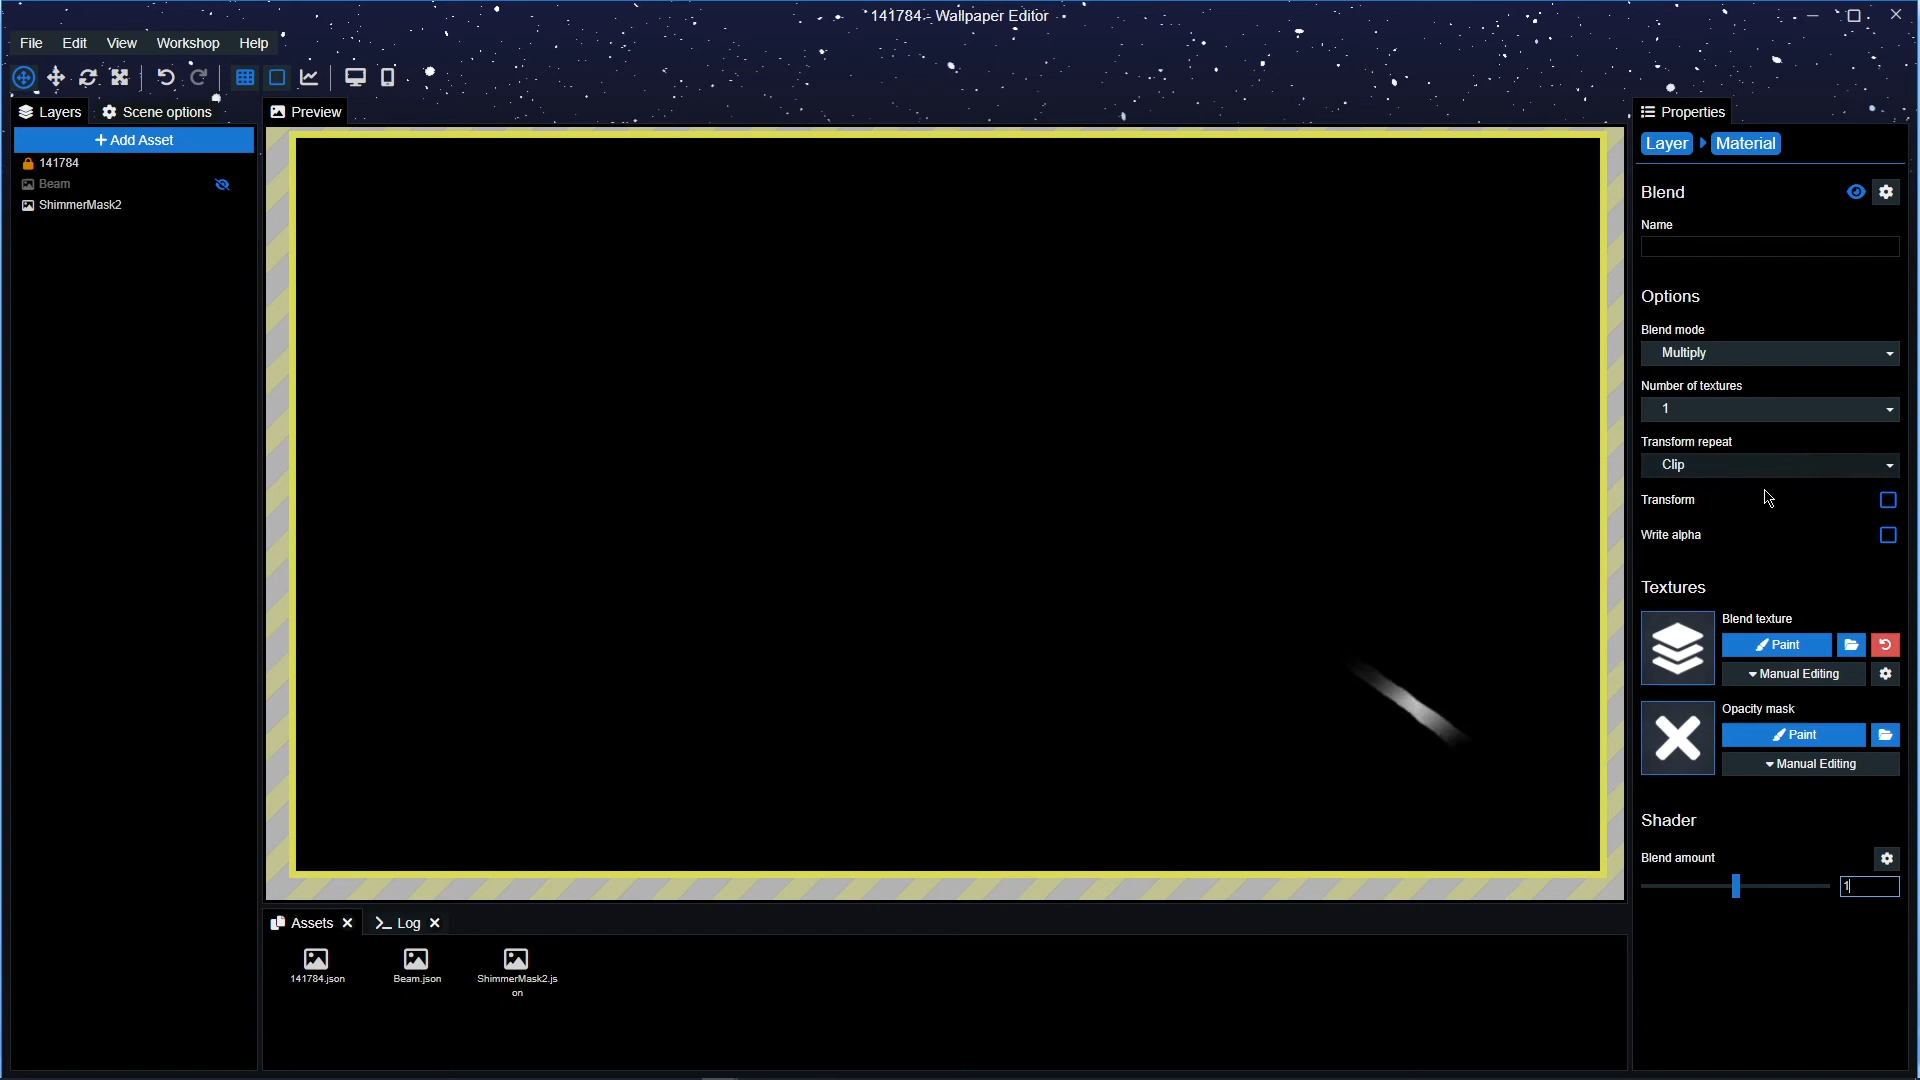 * 141784 - Wallpaper Editor
File Edit View Workshop Help
Layers Scene options
Preview
Properties
+ Add Asset
141784
Beam
ShimmerMask2
Layer Material
Blend
Name
Options
Blend mode
Multiply
Number of textures
1
Transform repeat
Clip
Transform
Write alpha
Textures
Blend texture
Paint
Manual Editing
Opacity mask
Paint
Manual Editing
Shader
Blend amount
1
Assets Log
141784.json
Beam.json
ShimmerMask2.js
on